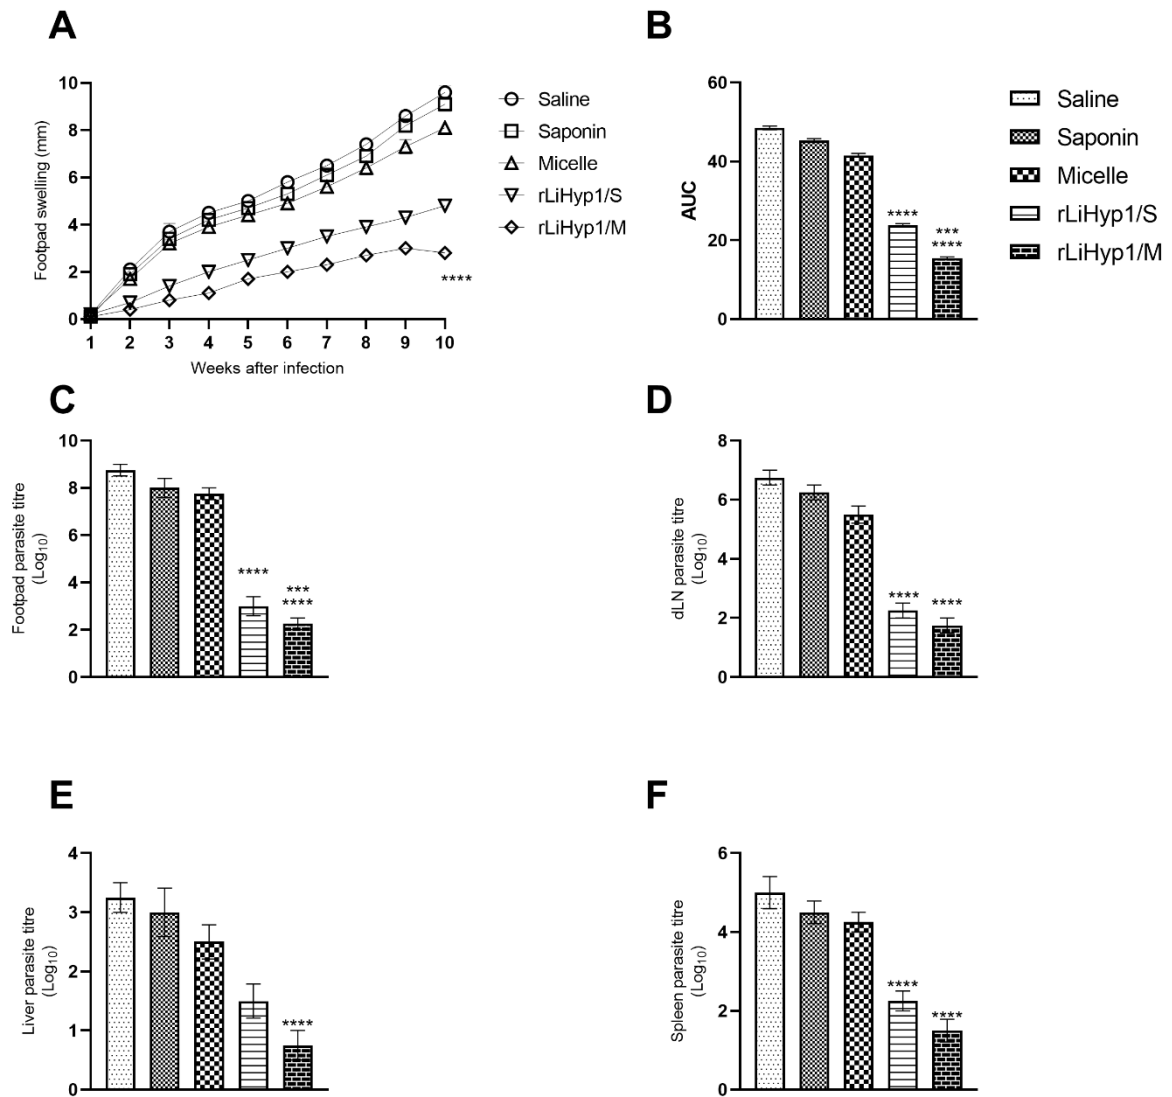 A
Footpad swelling (mm)
10
8
6
4
2
0
1 2 3 4 5 6 7 8 9 10
Weeks after infection
****
Saline
Saponin
Micelle
rLiHyp1/S
rLiHyp1/M
B
AUC
60
40
20
0
****
***
****
Saline
Saponin
Micelle
rLiHyp1/S
rLiHyp1/M
C
Footpad parasite titre
(Log10)
10
8
6
4
2
0
****
***
****
D
dLN parasite titre
(Log10)
8
6
4
2
0
****
****
E
Liver parasite titre
(Log10)
4
3
2
1
0
****
F
Spleen parasite titre
(Log10)
6
4
2
0
****
****